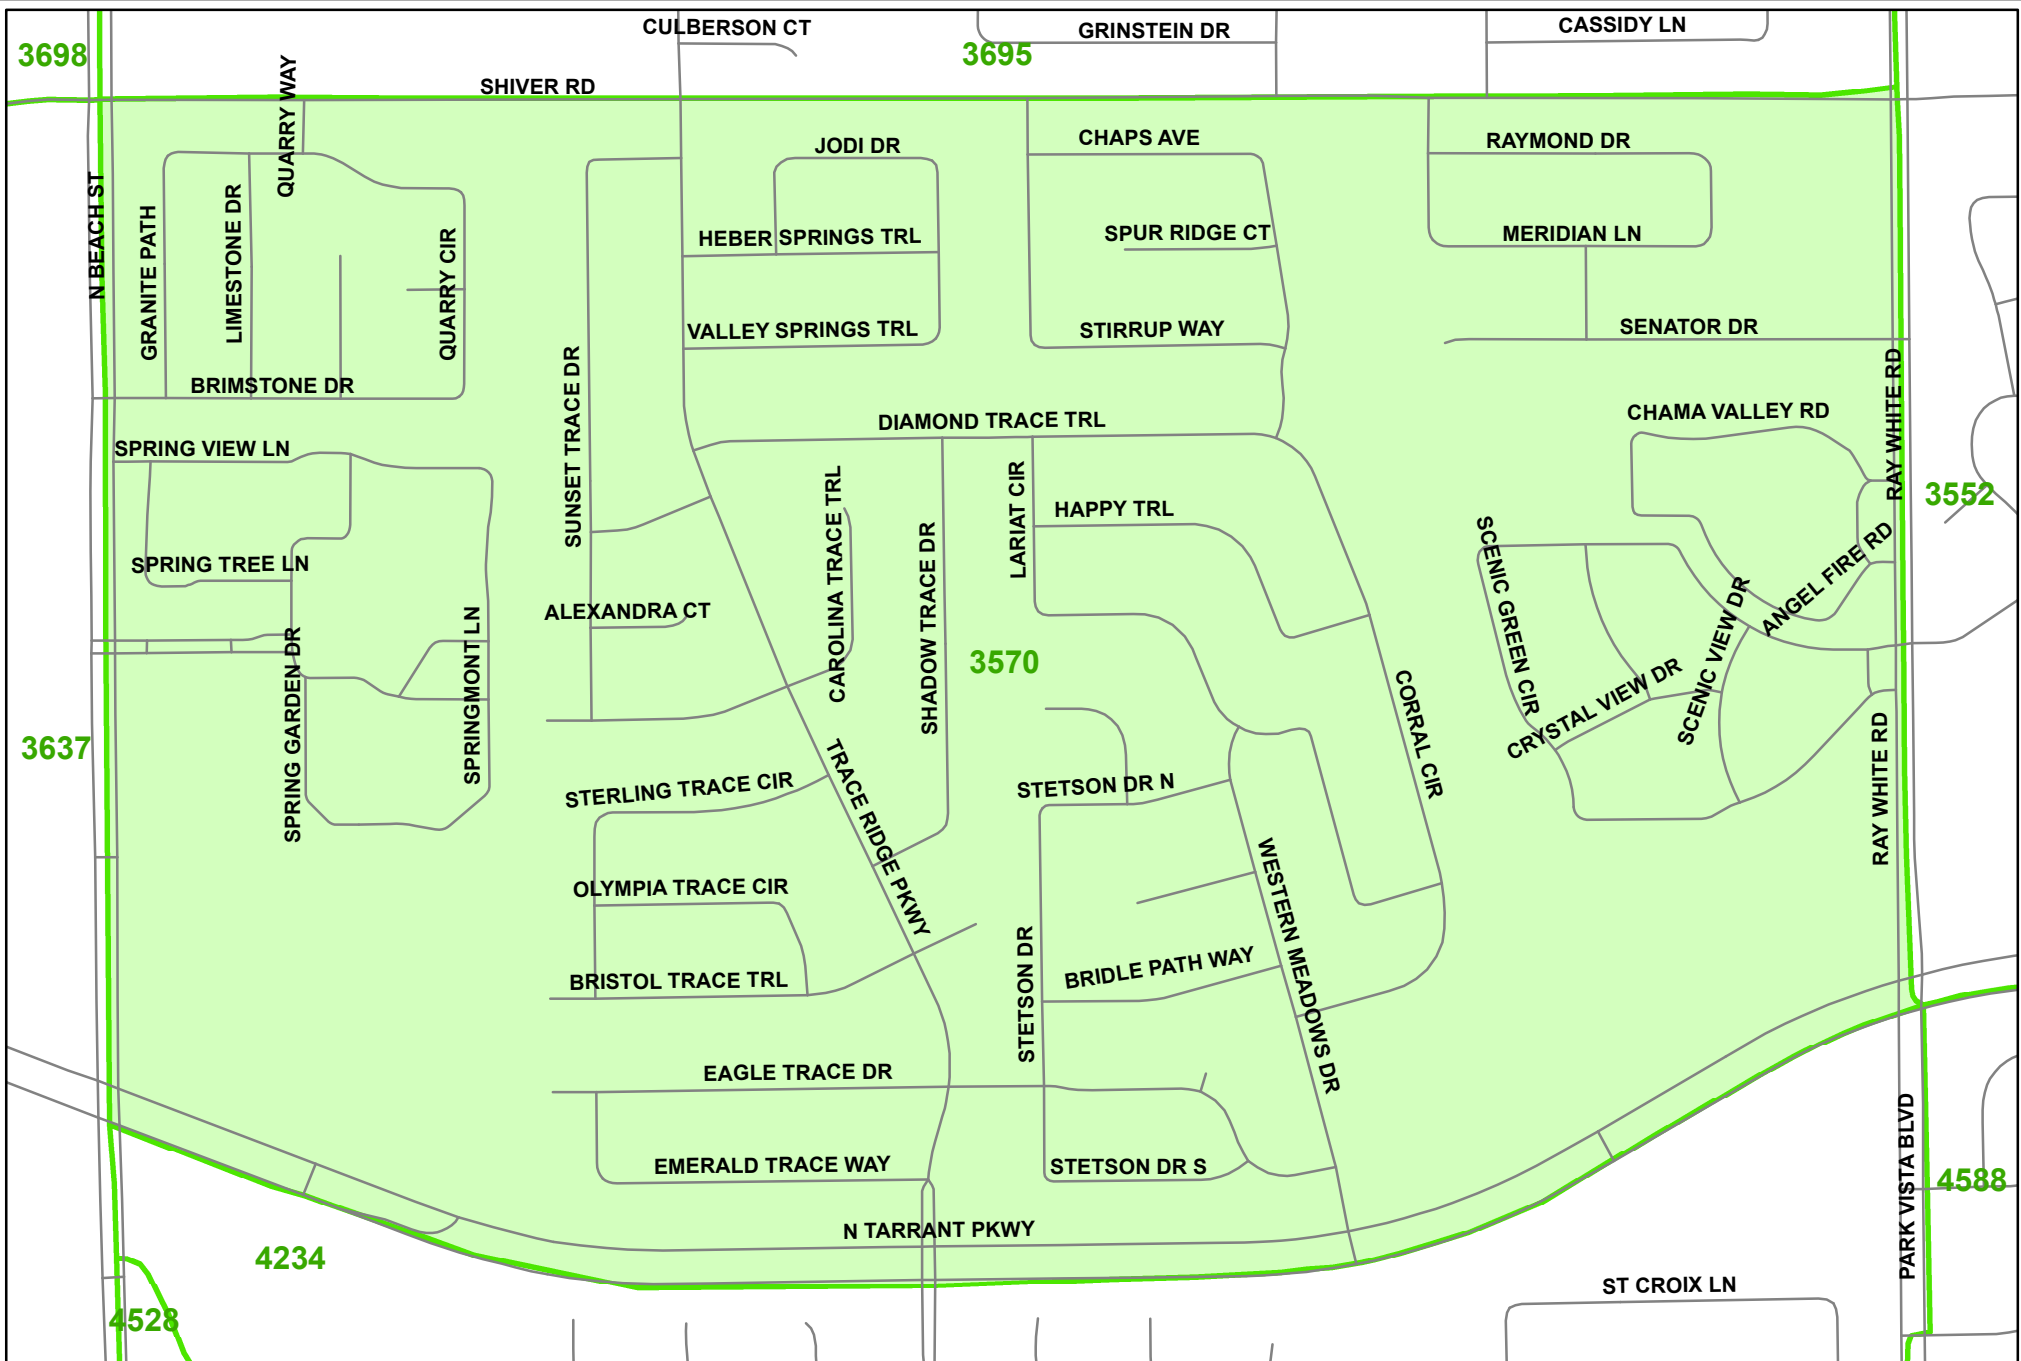 CULBERSON CT
GRINSTEIN DR
CASSIDY LN
3698
3695
SHIVER RD
QUARRY WAY
JODI DR
CHAPS AVE
RAYMOND DR
N BEACH ST
GRANITE PATH
LIMESTONE DR
QUARRY CIR
HEBER SPRINGS TRL
SPUR RIDGE CT
MERIDIAN LN
VALLEY SPRINGS TRL
STIRRUP WAY
SENATOR DR
BRIMSTONE DR
SUNSET TRACE DR
RAY WHITE RD
DIAMOND TRACE TRL
CHAMA VALLEY RD
SPRING VIEW LN
CAROLINA TRACE TRL
LARIAT CIR
HAPPY TRL
3552
SHADOW TRACE DR
SCENIC GREEN CIR
ANGEL FIRE RD
SPRING TREE LN
ALEXANDRA CT
SCENIC VIEW DR
SPRINGMONT LN
SPRING GARDEN DR
3570
CRYSTAL VIEW DR
CORRAL CIR
3637
RAY WHITE RD
TRACE RIDGE PKWY
STERLING TRACE CIR
STETSON DR N
OLYMPIA TRACE CIR
WESTERN MEADOWS DR
STETSON DR
BRISTOL TRACE TRL
BRIDLE PATH WAY
EAGLE TRACE DR
PARK VISTA BLVD
EMERALD TRACE WAY
STETSON DR S
4588
N TARRANT PKWY
4234
ST CROIX LN
4528